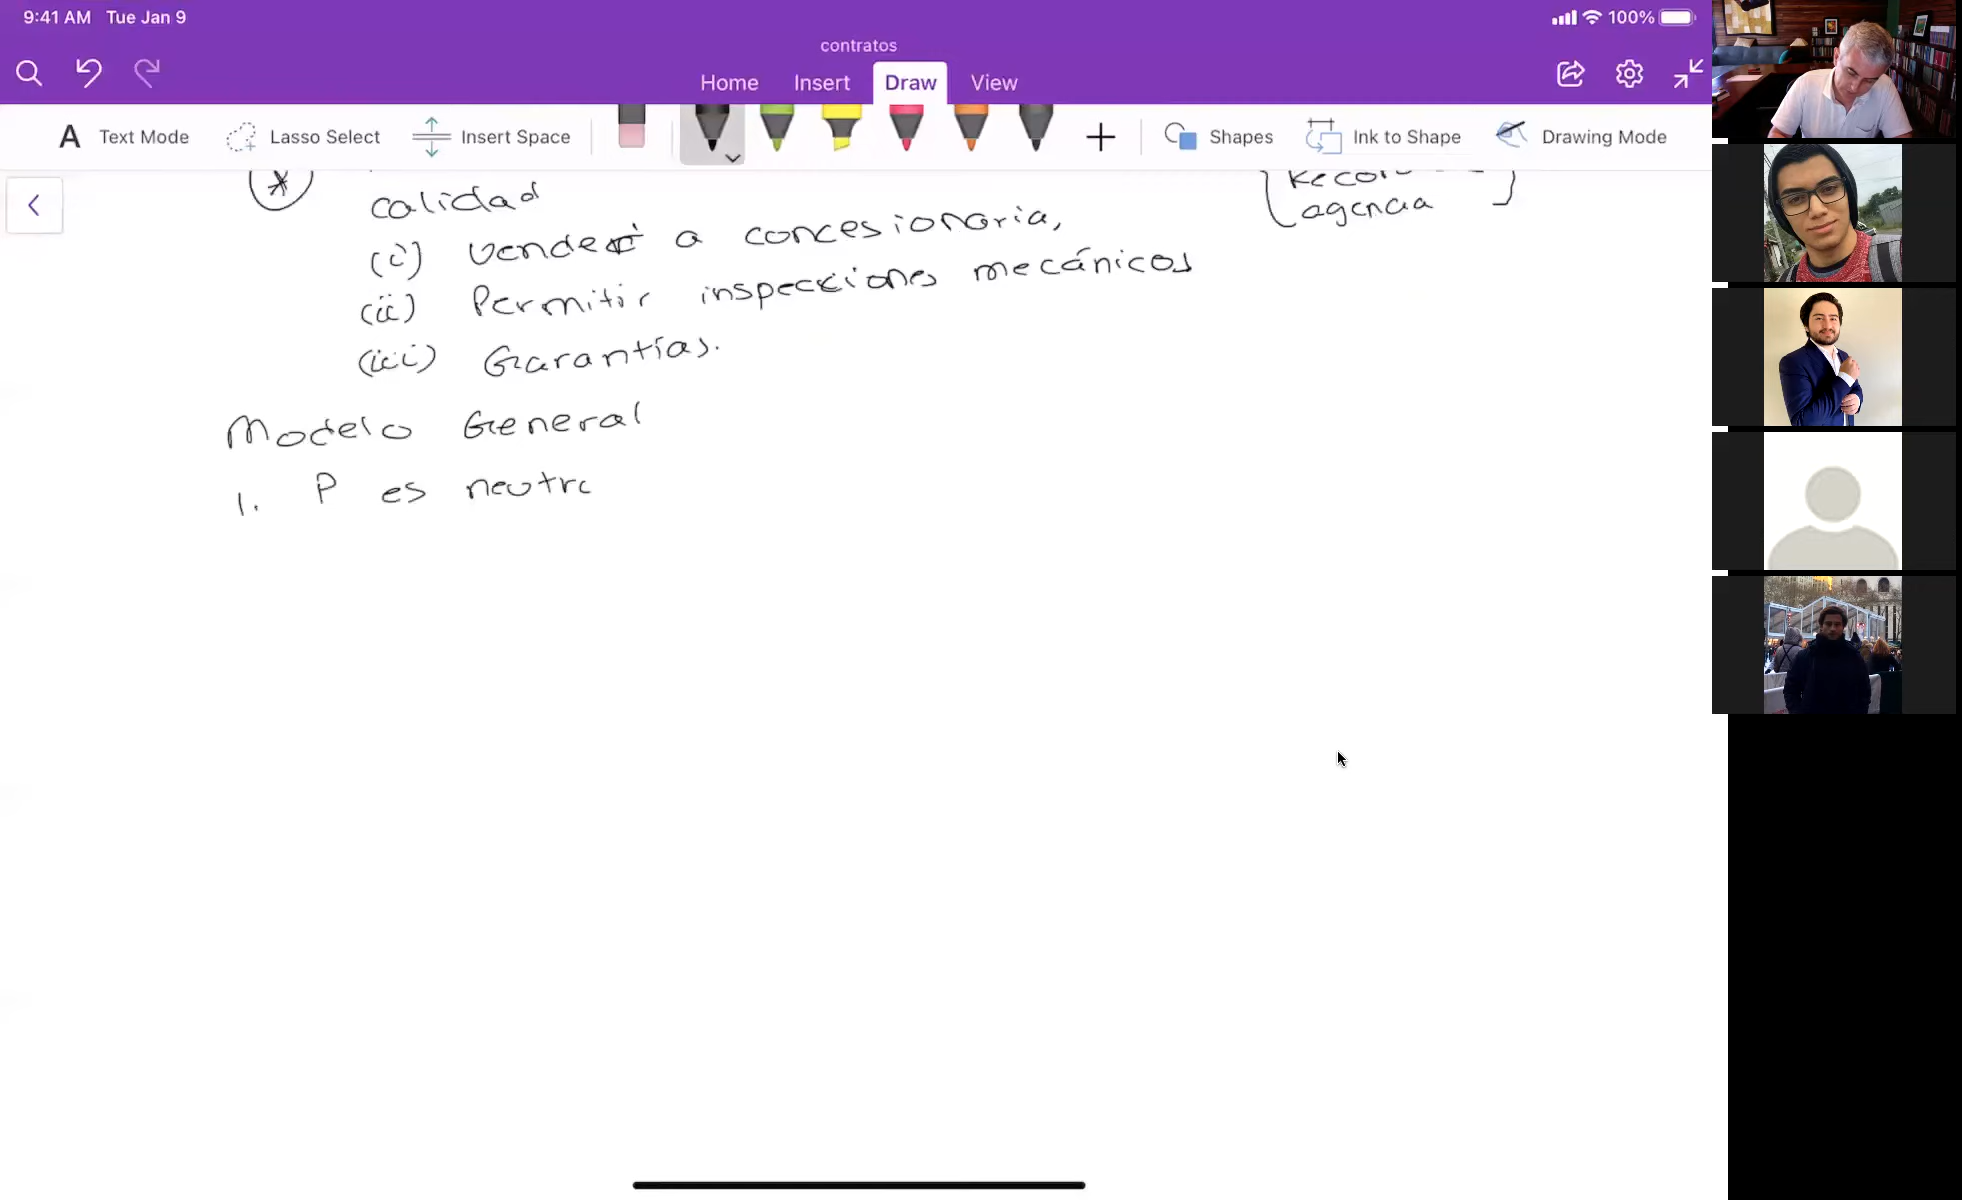 9:41 AM Tue Jan 9
100%
contratos
Home Insert Draw View
A Text Mode Lasso Select Insert Space Shapes Ink to Shape Drawing Mode
calidad
agencia
(i) vender a concesionaria,
(ii) Permitir inspecciones mecánicos
(iii) Garantías.
Modelo General
1. P es neutro